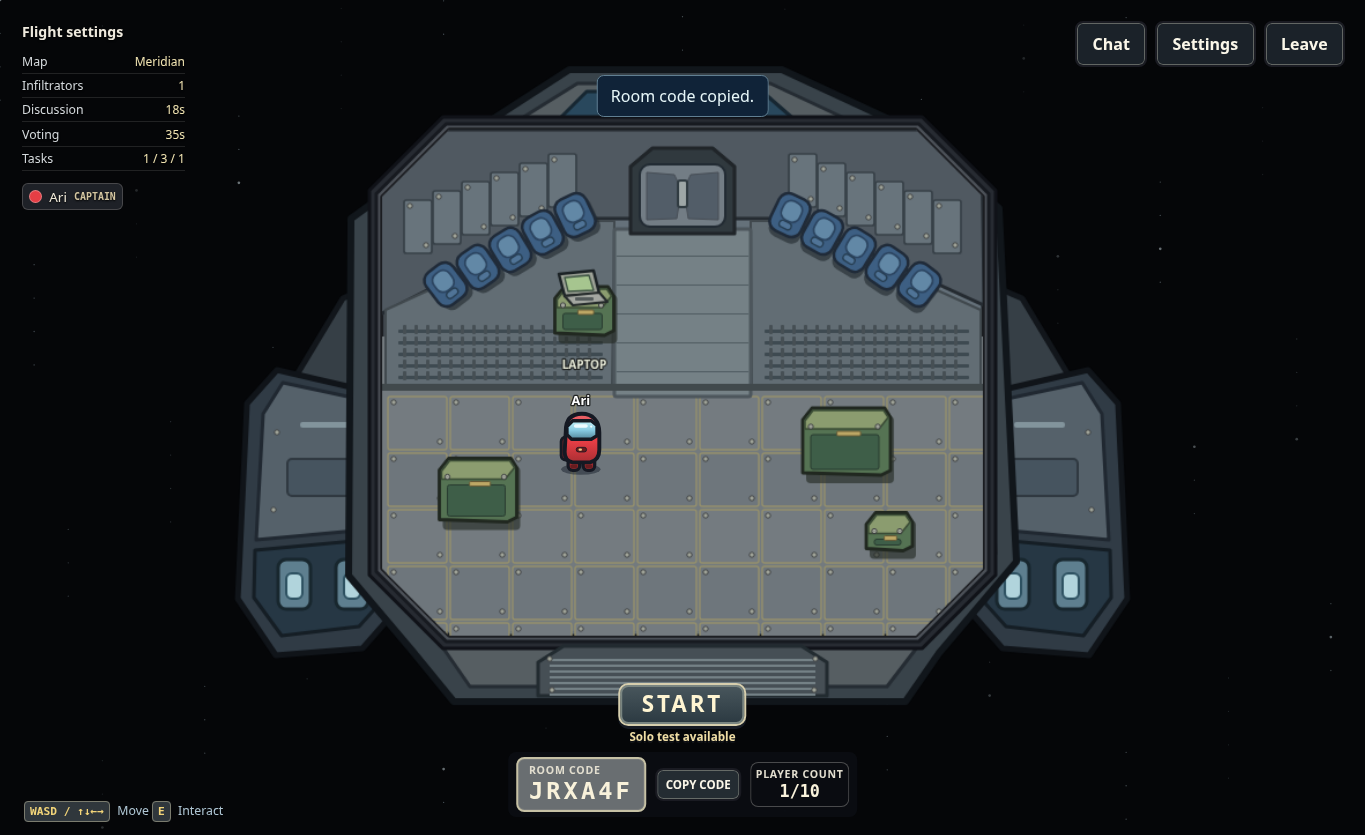 Flight settings
Map Meridian
Infiltrators 1
Discussion 18s
Voting 35s
Tasks 1 / 3 / 1
Ari CAPTAIN
Chat Settings Leave
Room code copied.
LAPTOP
Ari
START
Solo test available
ROOM CODE
JRXA4F
COPY CODE
PLAYER COUNT
1/10
WASD / ↑↓←→ Move E Interact